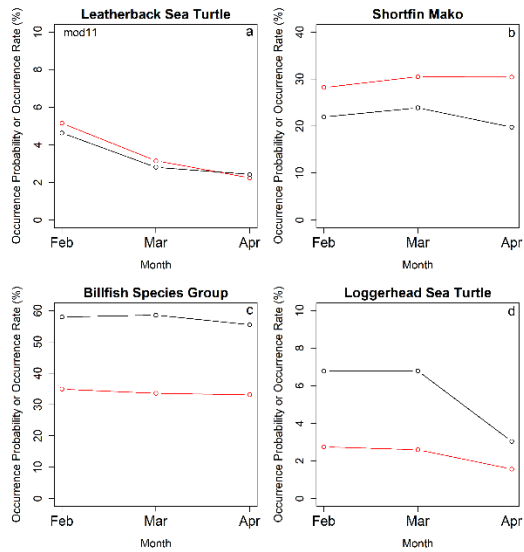 Leatherback Sea Turtle
mod11
a
Occurrence Probability or Occurrence Rate (%)
10
8
6
4
2
0
Feb Mar Apr
Month
Shortfin Mako
b
Occurrence Probability or Occurrence Rate (%)
40
30
20
10
0
Feb Mar Apr
Month
Billfish Species Group
c
Occurrence Probability or Occurrence Rate (%)
60
50
40
30
20
10
0
Feb Mar Apr
Month
Loggerhead Sea Turtle
d
Occurrence Probability or Occurrence Rate (%)
10
8
6
4
2
0
Feb Mar Apr
Month